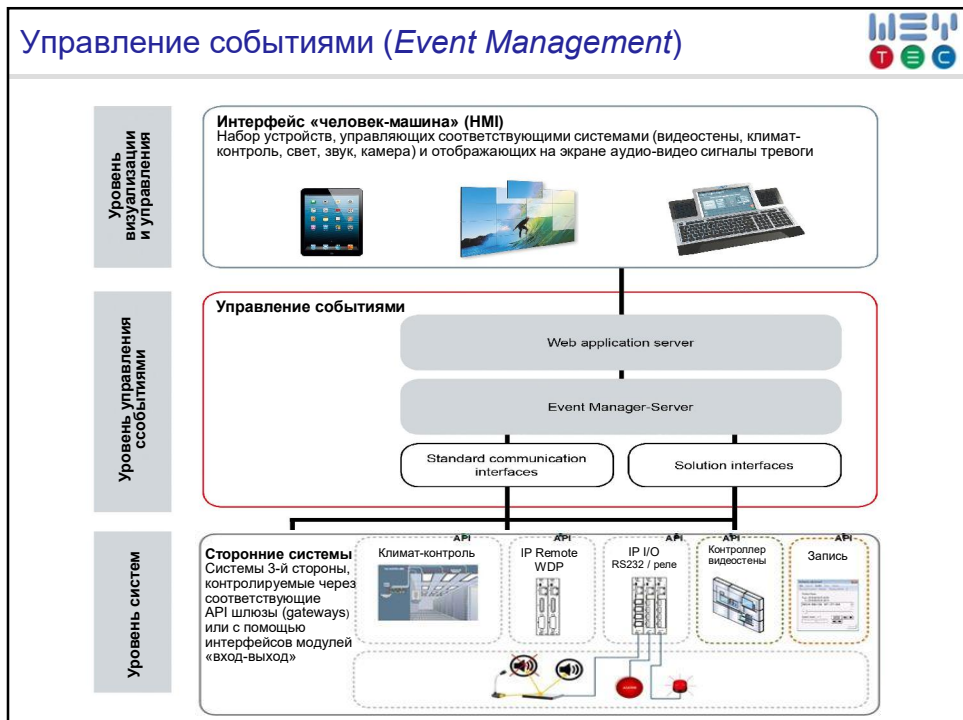 Управление событиями (Event Management)
WEY
TEC
Уровень
визуализации
и управления
Интерфейс «человек-машина» (HMI)
Набор устройств, управляющих соответствующими системами (видеостены, климат-
контроль, свет, звук, камера) и отображающих на экране аудио-видео сигналы тревоги
Уровень управления
ссобытиями
Управление событиями
Web application server
Event Manager-Server
Standard communication
interfaces
Solution interfaces
Уровень систем
Сторонние системы
Системы 3-й стороны,
контролируемые через
соответствующие
API шлюзы (gateways)
или с помощью
интерфейсов модулей
«вход-выход»
API
Климат-контроль
API
IP Remote
WDP
API
IP I/O
RS232 / реле
API
Контроллер
видеостены
API
Запись